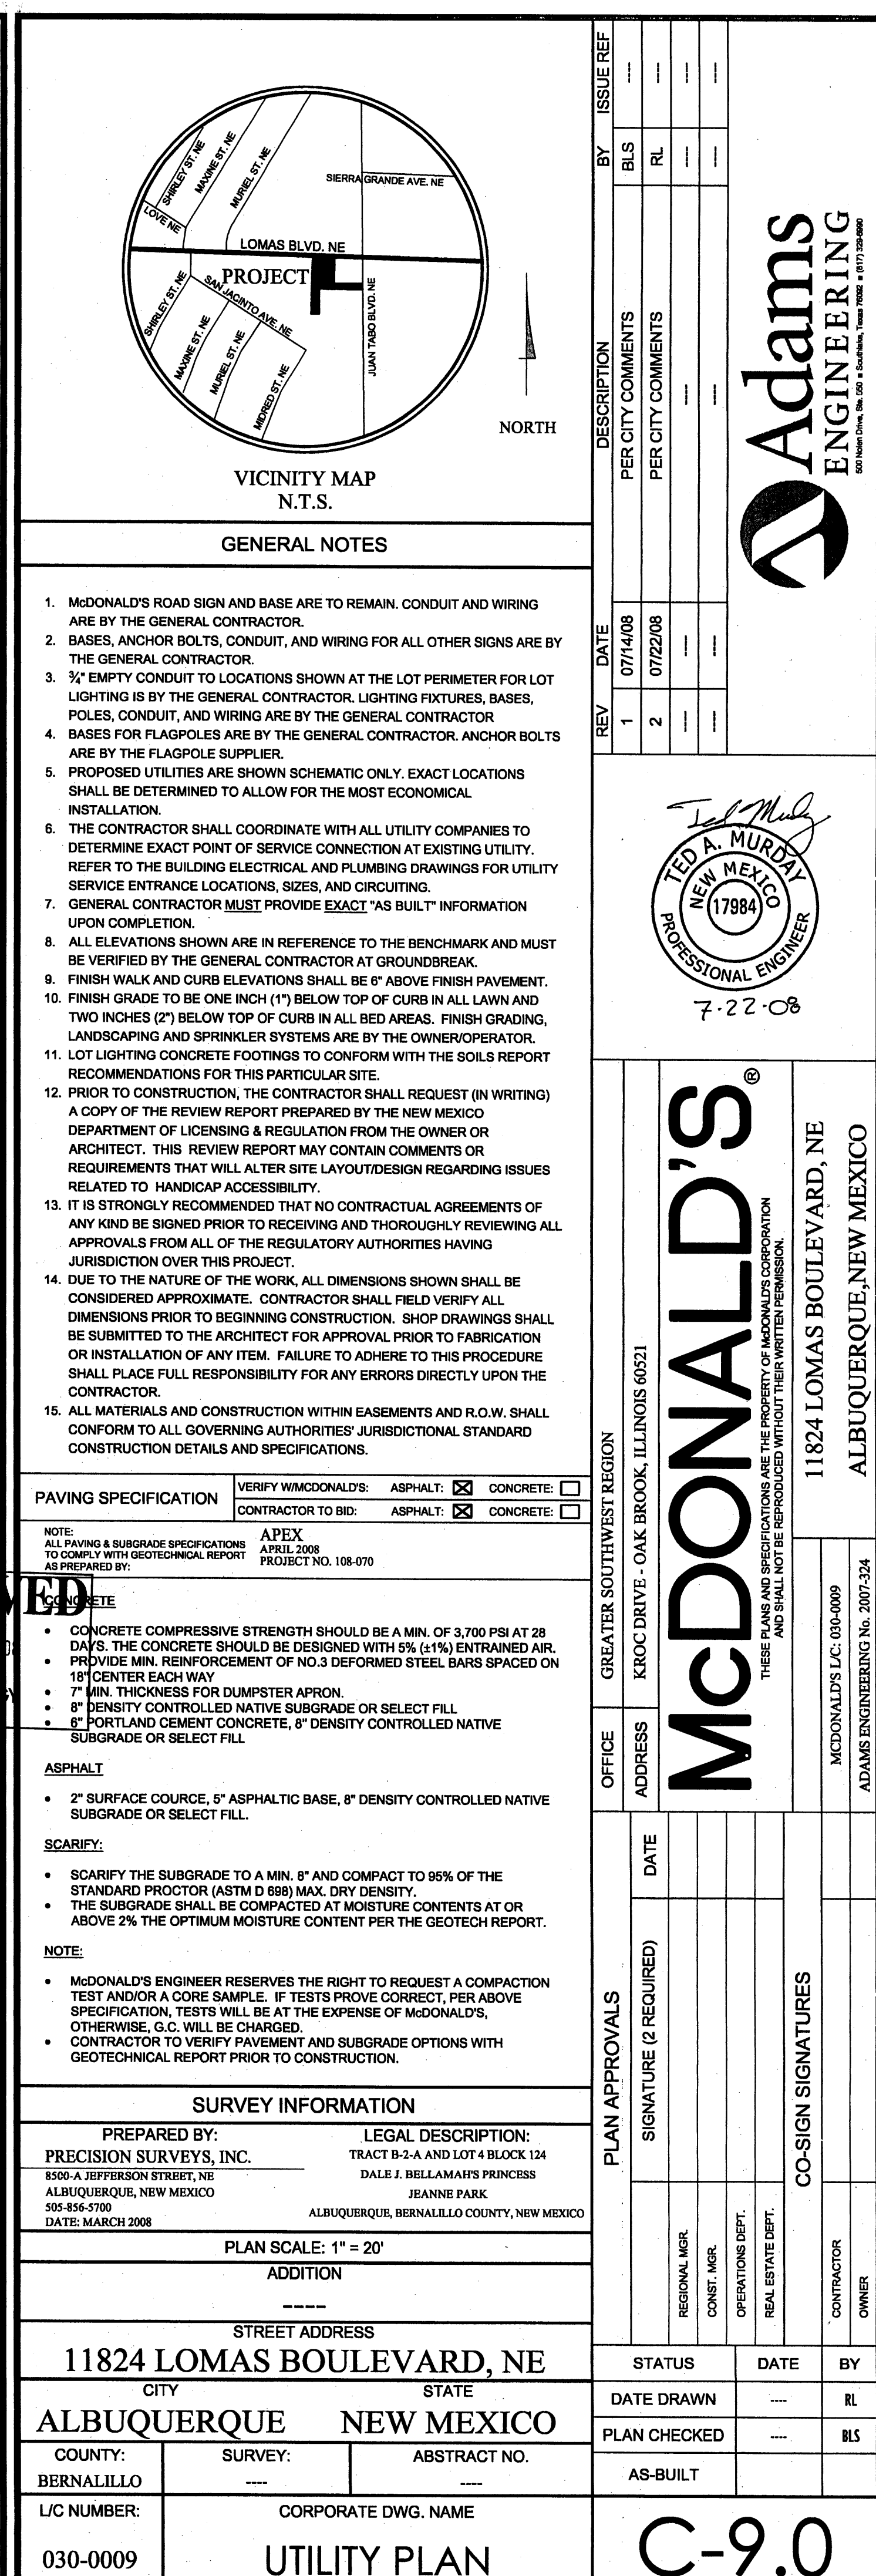 SHIRLEY ST. NE
MAXINE ST. NE
MURIEL ST. NE
SIERRA GRANDE AVE. NE
LOVE NE
LOMAS BLVD. NE
PROJECT
SAN JACINTO AVE. NE
SHIRLEY ST. NE
MAXINE ST. NE
MURIEL ST. NE
MIDRED ST. NE
JUAN TABO BLVD. NE
NORTH
VICINITY MAP
N.T.S.
GENERAL NOTES
1. McDONALD'S ROAD SIGN AND BASE ARE TO REMAIN. CONDUIT AND WIRING
ARE BY THE GENERAL CONTRACTOR.
2. BASES, ANCHOR BOLTS, CONDUIT, AND WIRING FOR ALL OTHER SIGNS ARE BY
THE GENERAL CONTRACTOR.
3. ¾" EMPTY CONDUIT TO LOCATIONS SHOWN AT THE LOT PERIMETER FOR LOT
LIGHTING IS BY THE GENERAL CONTRACTOR. LIGHTING FIXTURES, BASES,
POLES, CONDUIT, AND WIRING ARE BY THE GENERAL CONTRACTOR
4. BASES FOR FLAGPOLES ARE BY THE GENERAL CONTRACTOR. ANCHOR BOLTS
ARE BY THE FLAGPOLE SUPPLIER.
5. PROPOSED UTILITIES ARE SHOWN SCHEMATIC ONLY. EXACT LOCATIONS
SHALL BE DETERMINED TO ALLOW FOR THE MOST ECONOMICAL
INSTALLATION.
6. THE CONTRACTOR SHALL COORDINATE WITH ALL UTILITY COMPANIES TO
DETERMINE EXACT POINT OF SERVICE CONNECTION AT EXISTING UTILITY.
REFER TO THE BUILDING ELECTRICAL AND PLUMBING DRAWINGS FOR UTILITY
SERVICE ENTRANCE LOCATIONS, SIZES, AND CIRCUITING.
7. GENERAL CONTRACTOR MUST PROVIDE EXACT "AS BUILT" INFORMATION
UPON COMPLETION.
8. ALL ELEVATIONS SHOWN ARE IN REFERENCE TO THE BENCHMARK AND MUST
BE VERIFIED BY THE GENERAL CONTRACTOR AT GROUNDBREAK.
9. FINISH WALK AND CURB ELEVATIONS SHALL BE 6" ABOVE FINISH PAVEMENT.
10. FINISH GRADE TO BE ONE INCH (1") BELOW TOP OF CURB IN ALL LAWN AND
TWO INCHES (2") BELOW TOP OF CURB IN ALL BED AREAS. FINISH GRADING,
LANDSCAPING AND SPRINKLER SYSTEMS ARE BY THE OWNER/OPERATOR.
11. LOT LIGHTING CONCRETE FOOTINGS TO CONFORM WITH THE SOILS REPORT
RECOMMENDATIONS FOR THIS PARTICULAR SITE.
12. PRIOR TO CONSTRUCTION, THE CONTRACTOR SHALL REQUEST (IN WRITING)
A COPY OF THE REVIEW REPORT PREPARED BY THE NEW MEXICO
DEPARTMENT OF LICENSING & REGULATION FROM THE OWNER OR
ARCHITECT. THIS REVIEW REPORT MAY CONTAIN COMMENTS OR
REQUIREMENTS THAT WILL ALTER SITE LAYOUT/DESIGN REGARDING ISSUES
RELATED TO HANDICAP ACCESSIBILITY.
13. IT IS STRONGLY RECOMMENDED THAT NO CONTRACTUAL AGREEMENTS OF
ANY KIND BE SIGNED PRIOR TO RECEIVING AND THOROUGHLY REVIEWING ALL
APPROVALS FROM ALL OF THE REGULATORY AUTHORITIES HAVING
JURISDICTION OVER THIS PROJECT.
14. DUE TO THE NATURE OF THE WORK, ALL DIMENSIONS SHOWN SHALL BE
CONSIDERED APPROXIMATE. CONTRACTOR SHALL FIELD VERIFY ALL
DIMENSIONS PRIOR TO BEGINNING CONSTRUCTION. SHOP DRAWINGS SHALL
BE SUBMITTED TO THE ARCHITECT FOR APPROVAL PRIOR TO FABRICATION
OR INSTALLATION OF ANY ITEM. FAILURE TO ADHERE TO THIS PROCEDURE
SHALL PLACE FULL RESPONSIBILITY FOR ANY ERRORS DIRECTLY UPON THE
CONTRACTOR.
15. ALL MATERIALS AND CONSTRUCTION WITHIN EASEMENTS AND R.O.W. SHALL
CONFORM TO ALL GOVERNING AUTHORITIES' JURISDICTIONAL STANDARD
CONSTRUCTION DETAILS AND SPECIFICATIONS.
PAVING SPECIFICATION
VERIFY W/MCDONALD'S: ASPHALT: ☒ CONCRETE: ☐
CONTRACTOR TO BID: ASPHALT: ☒ CONCRETE: ☐
NOTE:
ALL PAVING & SUBGRADE SPECIFICATIONS
TO COMPLY WITH GEOTECHNICAL REPORT
AS PREPARED BY:
APEX
APRIL 2008
PROJECT NO. 108-070
CONCRETE
• CONCRETE COMPRESSIVE STRENGTH SHOULD BE A MIN. OF 3,700 PSI AT 28
DAYS. THE CONCRETE SHOULD BE DESIGNED WITH 5% (±1%) ENTRAINED AIR.
• PROVIDE MIN. REINFORCEMENT OF NO.3 DEFORMED STEEL BARS SPACED ON
18" CENTER EACH WAY
• 7" MIN. THICKNESS FOR DUMPSTER APRON.
• 8" DENSITY CONTROLLED NATIVE SUBGRADE OR SELECT FILL
• 6" PORTLAND CEMENT CONCRETE, 8" DENSITY CONTROLLED NATIVE
SUBGRADE OR SELECT FILL
ASPHALT
• 2" SURFACE COURCE, 5" ASPHALTIC BASE, 8" DENSITY CONTROLLED NATIVE
SUBGRADE OR SELECT FILL.
SCARIFY:
• SCARIFY THE SUBGRADE TO A MIN. 8" AND COMPACT TO 95% OF THE
STANDARD PROCTOR (ASTM D 698) MAX. DRY DENSITY.
• THE SUBGRADE SHALL BE COMPACTED AT MOISTURE CONTENTS AT OR
ABOVE 2% THE OPTIMUM MOISTURE CONTENT PER THE GEOTECH REPORT.
NOTE:
• McDONALD'S ENGINEER RESERVES THE RIGHT TO REQUEST A COMPACTION
TEST AND/OR A CORE SAMPLE. IF TESTS PROVE CORRECT, PER ABOVE
SPECIFICATION, TESTS WILL BE AT THE EXPENSE OF McDONALD'S,
OTHERWISE, G.C. WILL BE CHARGED.
• CONTRACTOR TO VERIFY PAVEMENT AND SUBGRADE OPTIONS WITH
GEOTECHNICAL REPORT PRIOR TO CONSTRUCTION.
SURVEY INFORMATION
PREPARED BY:
PRECISION SURVEYS, INC.
8500-A JEFFERSON STREET, NE
ALBUQUERQUE, NEW MEXICO
505-856-5700
DATE: MARCH 2008
LEGAL DESCRIPTION:
TRACT B-2-A AND LOT 4 BLOCK 124
DALE J. BELLAMAH'S PRINCESS
JEANNE PARK
ALBUQUERQUE, BERNALILLO COUNTY, NEW MEXICO
PLAN SCALE: 1" = 20'
ADDITION
----
STREET ADDRESS
11824 LOMAS BOULEVARD, NE
CITY STATE
ALBUQUERQUE NEW MEXICO
COUNTY: SURVEY: ABSTRACT NO.
BERNALILLO ---- ----
L/C NUMBER: CORPORATE DWG. NAME
030-0009 UTILITY PLAN
REV DATE DESCRIPTION BY ISSUE REF
1 07/14/08 PER CITY COMMENTS BLS ----
2 07/22/08 PER CITY COMMENTS RL ----
---- ---- ---- ---- ----
---- ---- ---- ---- ----
Adams
ENGINEERING
500 Nolen Drive, Ste. 550 ■ Southlake, Texas 76092 ■ (817) 329-6990
Ted Murdy
TED A. MURDAY
NEW MEXICO
17984
PROFESSIONAL ENGINEER
7-22-08
OFFICE GREATER SOUTHWEST REGION
ADDRESS KROC DRIVE - OAK BROOK, ILLINOIS 60521
McDONALD'S®
THESE PLANS AND SPECIFICATIONS ARE THE PROPERTY OF McDONALD'S CORPORATION
AND SHALL NOT BE REPRODUCED WITHOUT THEIR WRITTEN PERMISSION.
11824 LOMAS BOULEVARD, NE
ALBUQUERQUE,NEW MEXICO
MCDONALD'S L/C: 030-0009
ADAMS ENGINEERING No. 2007-324
PLAN APPROVALS
SIGNATURE (2 REQUIRED) DATE
REGIONAL MGR.
CONST. MGR.
OPERATIONS DEPT.
REAL ESTATE DEPT.
CO-SIGN SIGNATURES
CONTRACTOR
OWNER
STATUS DATE BY
DATE DRAWN ---- RL
PLAN CHECKED ---- BLS
AS-BUILT
C-9.0